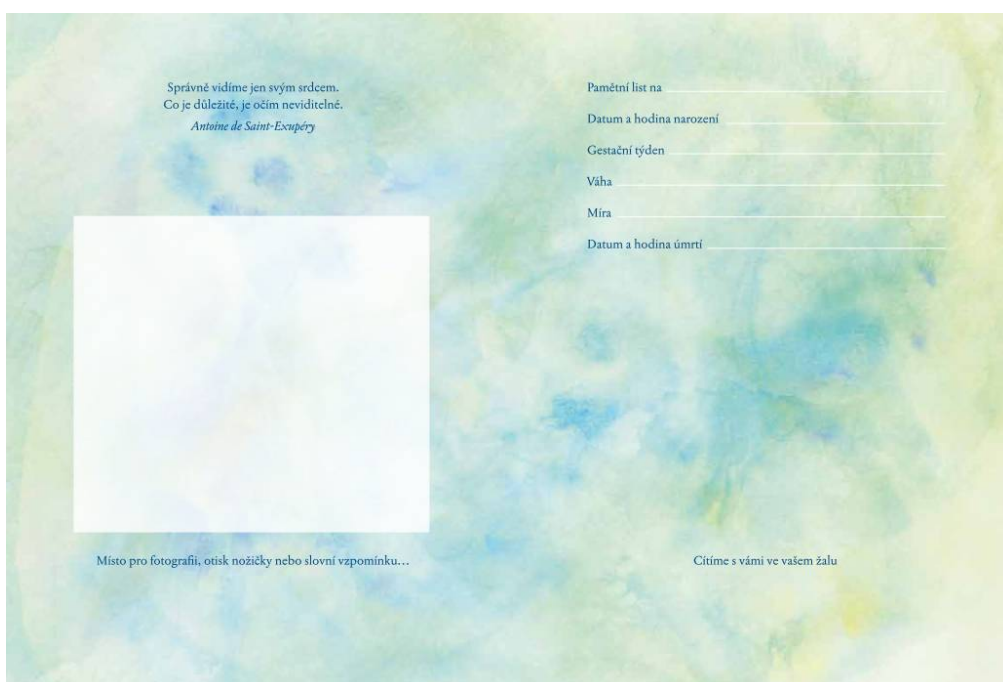 Správně vidíme jen svým srdcem.
Co je důležité, je očím neviditelné.
Antoine de Saint-Exupéry
Místo pro fotografii, otisk nožičky nebo slovní vzpomínku…
Pamětní list na
Datum a hodina narození
Gestační týden
Váha
Míra
Datum a hodina úmrtí
Cítíme s vámi ve vašem žalu